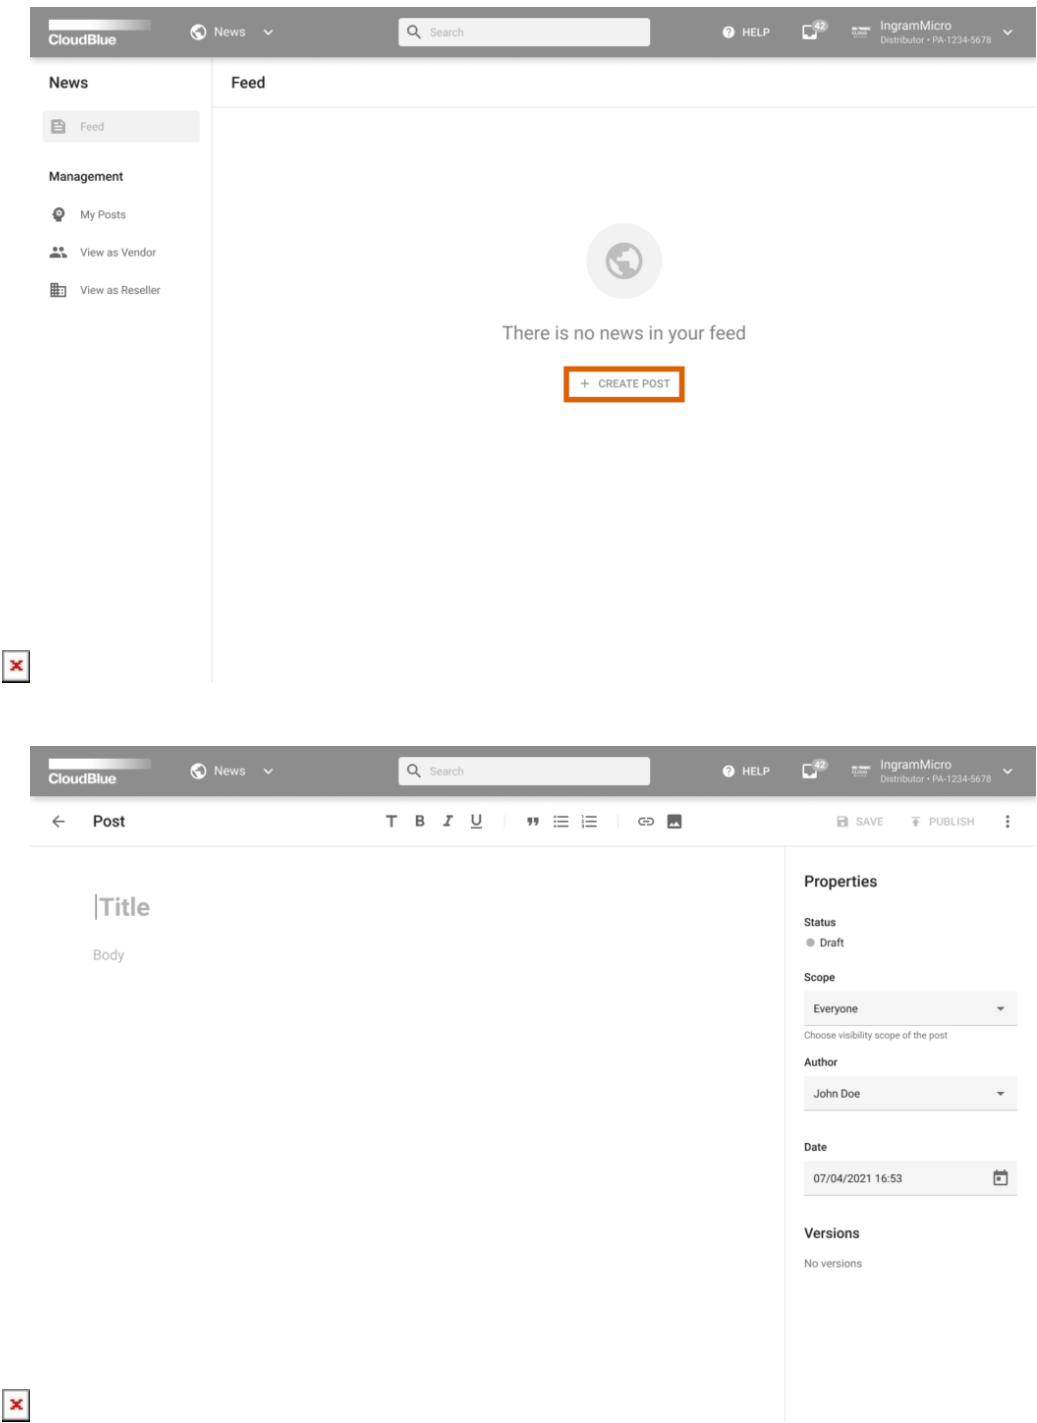 CloudBlue
News
Search
HELP
42
IngramMicro
Distributor • PA-1234-5678
News
Feed
Feed
Management
My Posts
View as Vendor
View as Reseller
There is no news in your feed
+ CREATE POST
CloudBlue
News
Search
HELP
42
IngramMicro
Distributor • PA-1234-5678
Post
T B I U
SAVE
PUBLISH
Title
Body
Properties
Status
Draft
Scope
Everyone
Choose visibility scope of the post
Author
John Doe
Date
07/04/2021 16:53
Versions
No versions